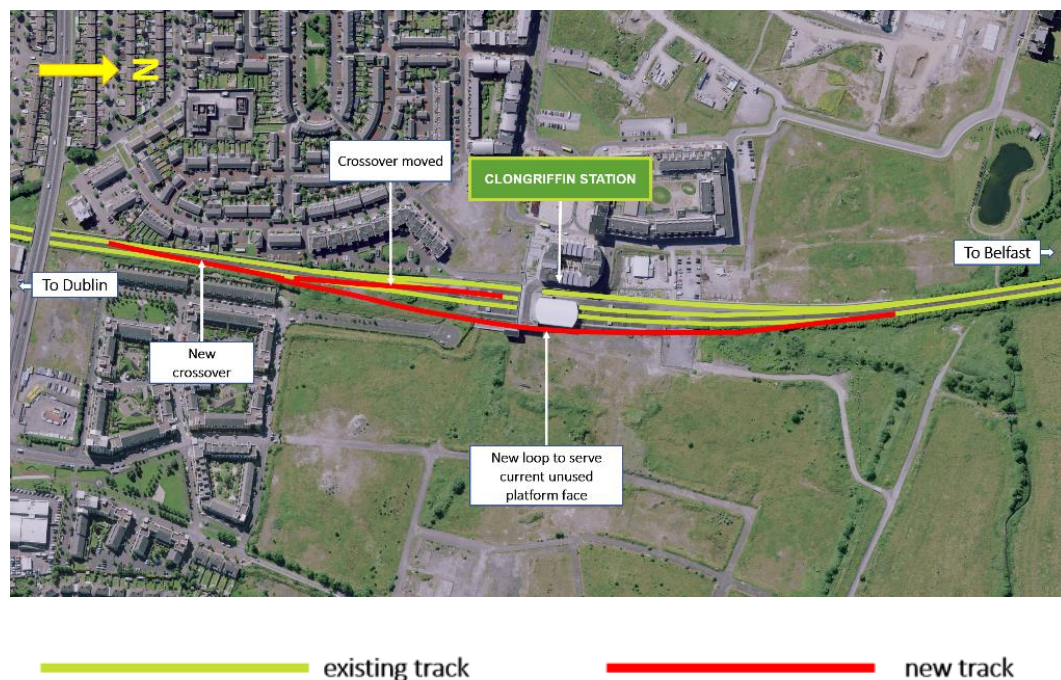 N
Crossover moved
CLONGRIFFIN STATION
To Belfast
To Dublin
New
crossover
New loop to serve
current unused
platform face
existing track
new track